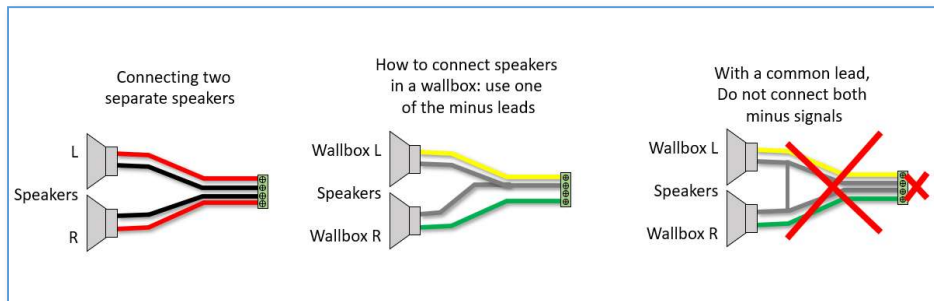 Connecting two
separate speakers
L
Speakers
R
How to connect speakers
in a wallbox: use one
of the minus leads
Wallbox L
Speakers
Wallbox R
With a common lead,
Do not connect both
minus signals
Wallbox L
Speakers
Wallbox R